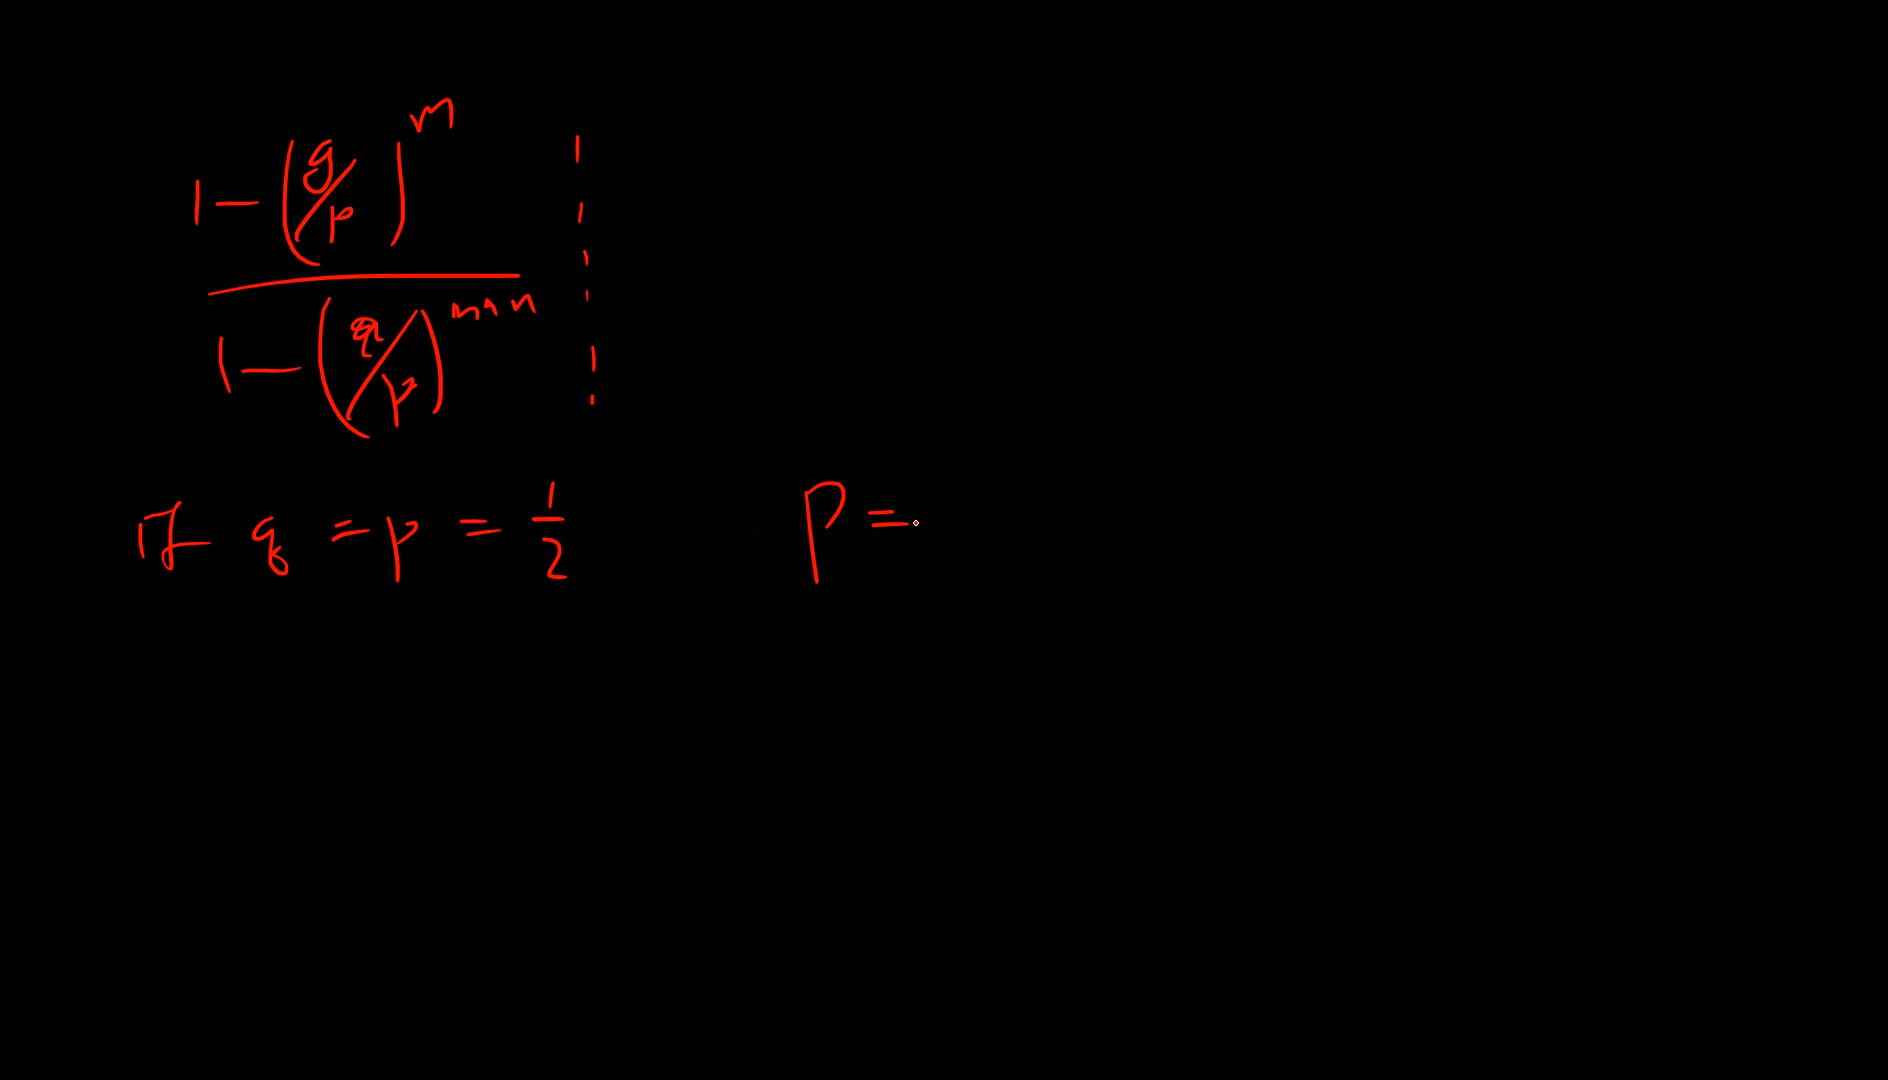 1 - (q/p)^m
1 - (q/p)^m+n
If q = p = 1/2 P =